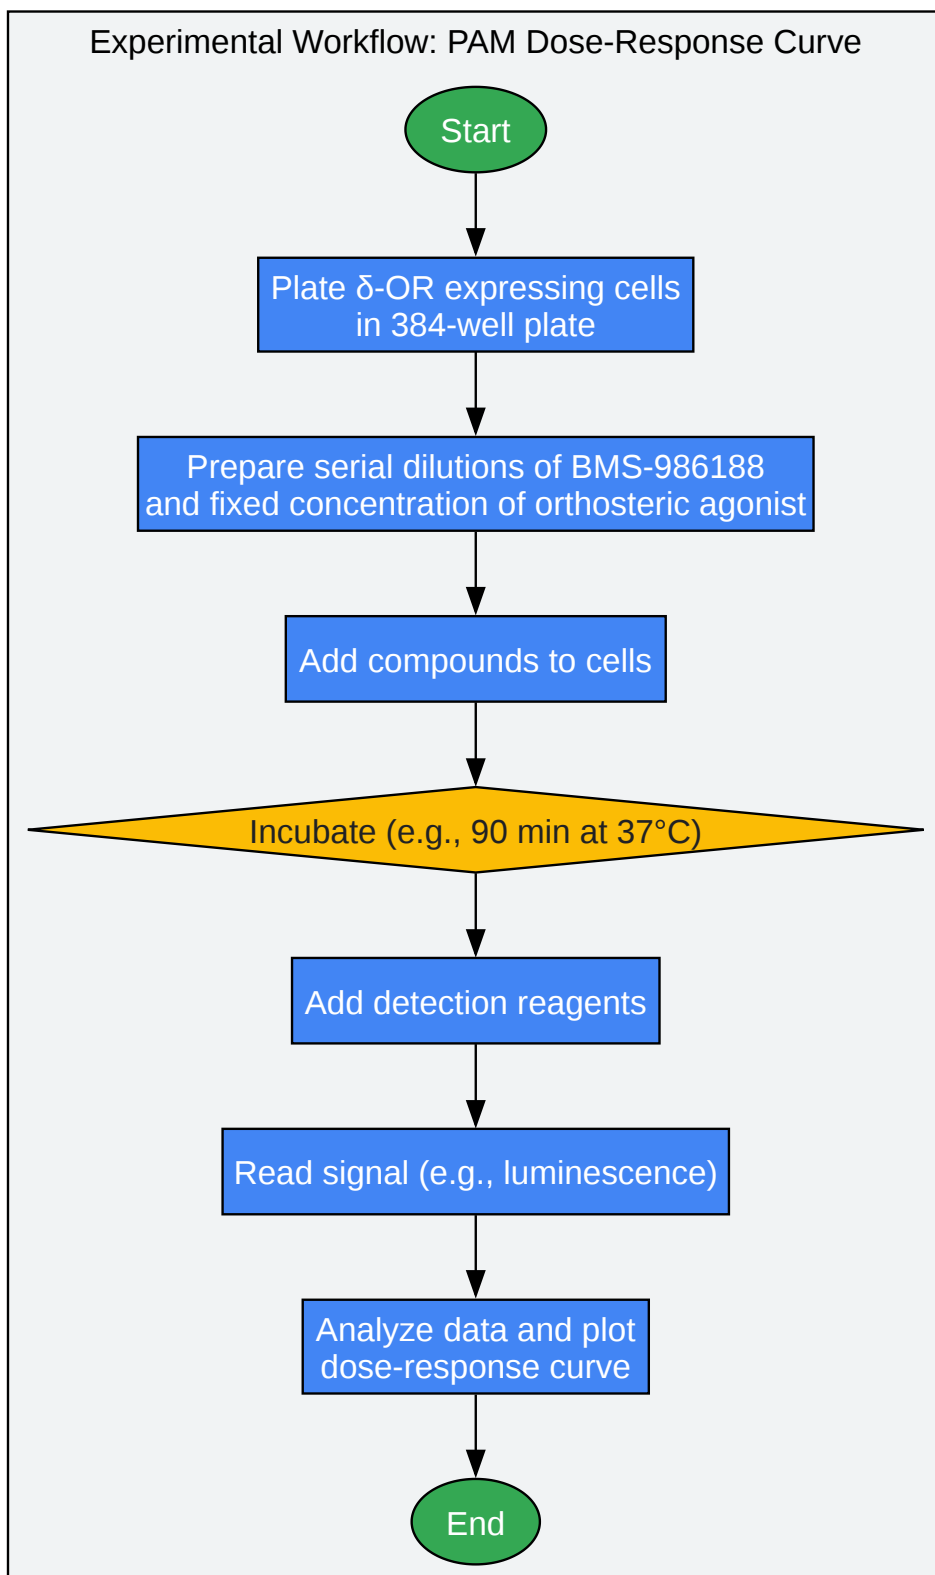 Experimental Workflow: PAM Dose-Response Curve
Start
Plate δ-OR expressing cells
in 384-well plate
Prepare serial dilutions of BMS-986188
and fixed concentration of orthosteric agonist
Add compounds to cells
Incubate (e.g., 90 min at 37°C)
Add detection reagents
Read signal (e.g., luminescence)
Analyze data and plot
dose-response curve
End